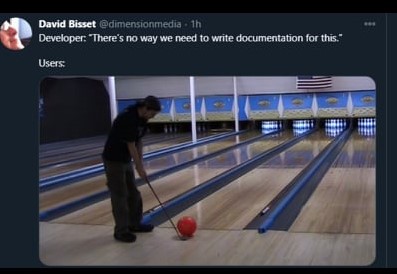 David Bisset @dimensionmedia · 1h
Developer: "There's no way we need to write documentation for this."
Users: